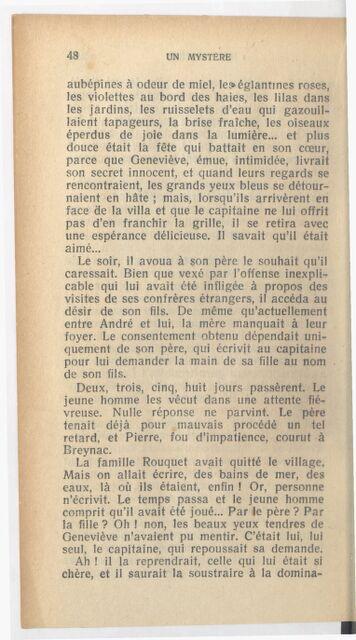 48 UN MYSTÈRE
aubépines à odeur de miel, les églantines roses,
les violettes au bord des haies, les lilas dans
les jardins, les ruisselets d'eau qui gazouil-
laient tapageurs, la brise fraîche, les oiseaux
éperdus de joie dans la lumière... et plus
douce était la fête qui battait en son cœur,
parce que Geneviève, émue, intimidée, livrait
son secret innocent, et quand leurs regards se
rencontraient, les grands yeux bleus se détour-
naient en hâte ; mais, lorsqu'ils arrivèrent en
face de la villa et que le capitaine ne lui offrit
pas d'en franchir la grille, il se retira avec
une espérance délicieuse. Il savait qu'il était
aimé...
Le soir, il avoua à son père le souhait qu'il
caressait. Bien que vexé par l'offense inexpli-
cable qui lui avait été infligée à propos des
visites de ses confrères étrangers, il accéda au
désir de son fils. De même qu'actuellement
entre André et lui, la mère manquait à leur
foyer. Le consentement obtenu dépendait uni-
quement de son père, qui écrivit au capitaine
pour lui demander la main de sa fille au nom
de son fils.
Deux, trois, cinq, huit jours passèrent. Le
jeune homme les vécut dans une attente fié-
vreuse. Nulle réponse ne parvint. Le père
tenait déjà pour mauvais procédé un tel
retard, et Pierre, fou d'impatience, courut à
Breynac.
La famille Rouquet avait quitté le village.
Mais on allait écrire, des bains de mer, des
eaux, là où ils étaient, enfin ! Or, personne
n'écrivit. Le temps passa et le jeune homme
comprit qu'il avait été joué... Par le père ? Par
la fille ? Oh ! non, les beaux yeux tendres de
Geneviève n'avaient pu mentir. C'était lui, lui
seul, le capitaine, qui repoussait sa demande.
Ah ! il la reprendrait, celle qui lui était si
chère, et il saurait la soustraire à la domina-